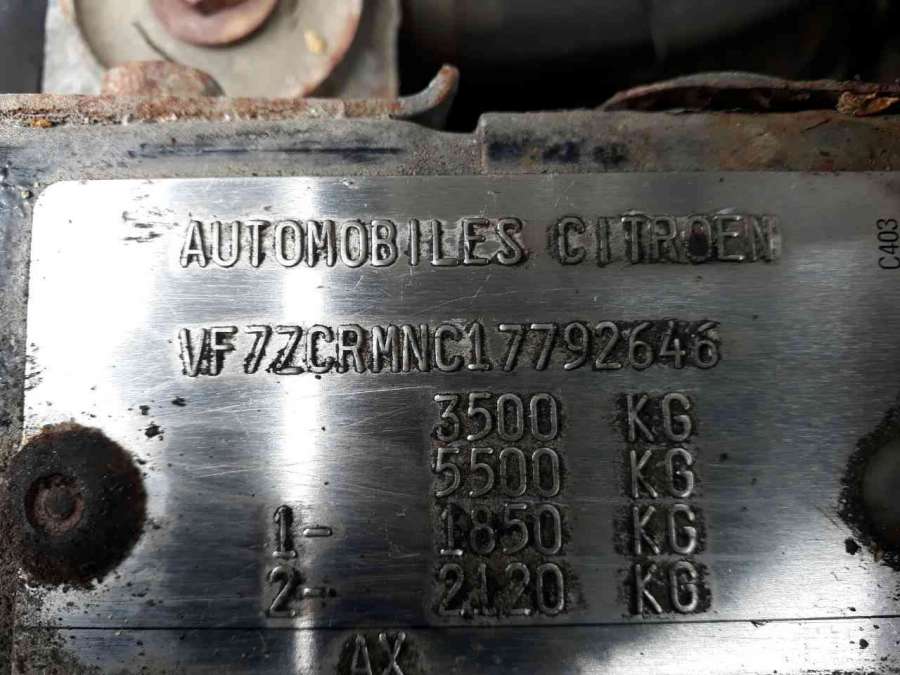 AUTOMOBILES CITROEN
C403
VF7ZCRMNC17792646
3500 KG
5500 KG
1- 1850 KG
2- 2120 KG
AX